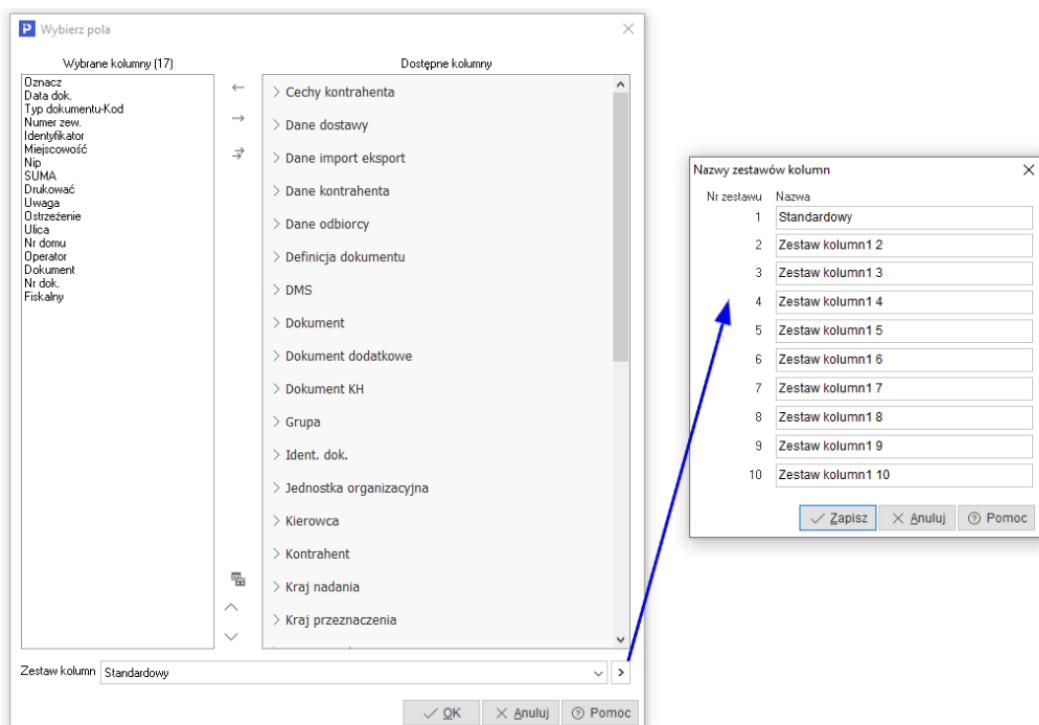 Wybierz pola
Wybrane kolumny (17)
Oznacz
Data dok.
Typ dokumentu-Kod
Numer zew.
Identyfikator
Miejscowość
Nip
SUMA
Drukować
Uwaga
Ostrzeżenie
Ulica
Nr domu
Operator
Dokument
Nr dok.
Fiskalny
Dostępne kolumny
Cechy kontrahenta
Dane dostawy
Dane import eksport
Dane kontrahenta
Dane odbiorcy
Definicja dokumentu
DMS
Dokument
Dokument dodatkowe
Dokument KH
Grupa
Ident. dok.
Jednostka organizacyjna
Kierowca
Kontrahent
Kraj nadania
Kraj przeznaczenia
Zestaw kolumn Standardowy
OK Anuluj Pomoc
Nazwy zestawów kolumn
Nr zestawu Nazwa
1 Standardowy
2 Zestaw kolumn1 2
3 Zestaw kolumn1 3
4 Zestaw kolumn1 4
5 Zestaw kolumn1 5
6 Zestaw kolumn1 6
7 Zestaw kolumn1 7
8 Zestaw kolumn1 8
9 Zestaw kolumn1 9
10 Zestaw kolumn1 10
Zapisz Anuluj Pomoc